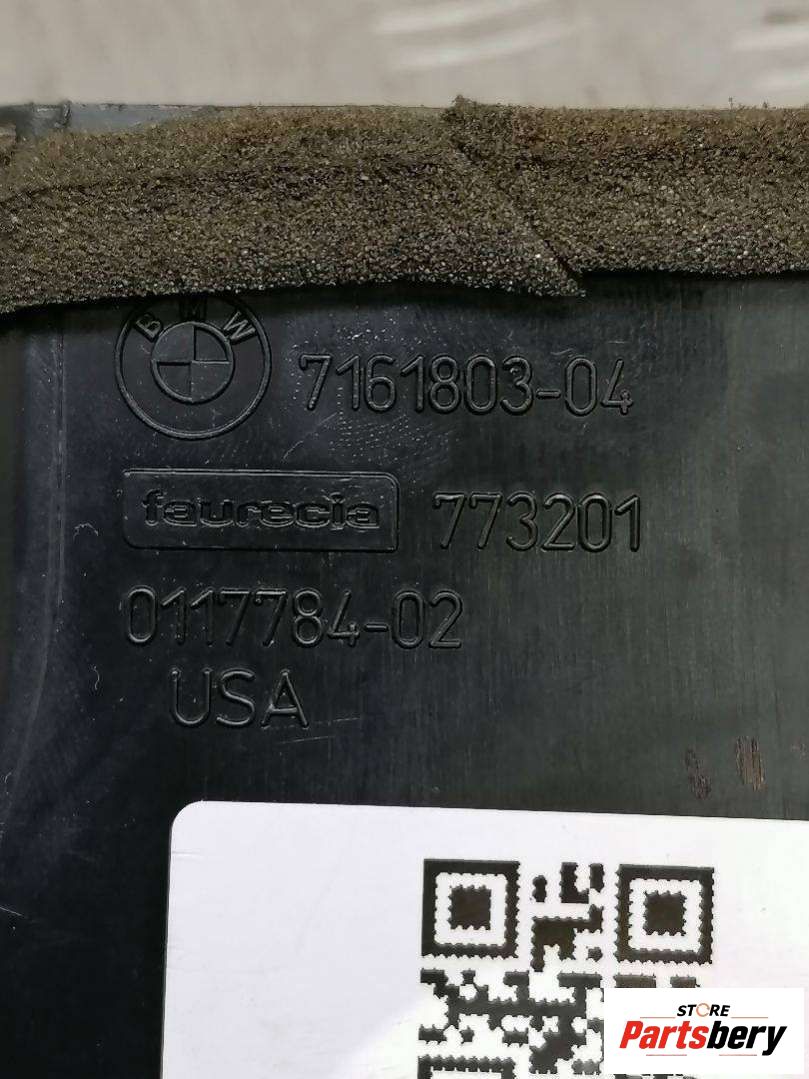 BMW 7161803-04
faurecia 773201
0117784-02
USA
STORE
Partsbery